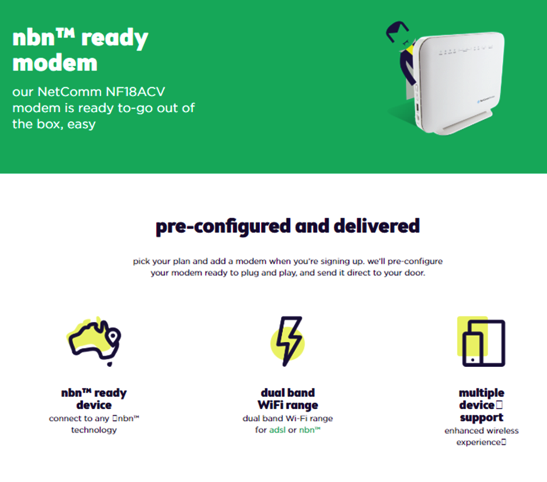 nbn™ ready
modem
our NetComm NF18ACV
modem is ready to-go out of
the box, easy
pre-configured and delivered
pick your plan and add a modem when you're signing up. we'll pre-configure
your modem ready to plug and play, and send it direct to your door.
nbn™ ready
device
connect to any nbn™
technology
dual band
WiFi range
dual band Wi-Fi range
for adsl or nbn™
multiple
device
support
enhanced wireless
experience